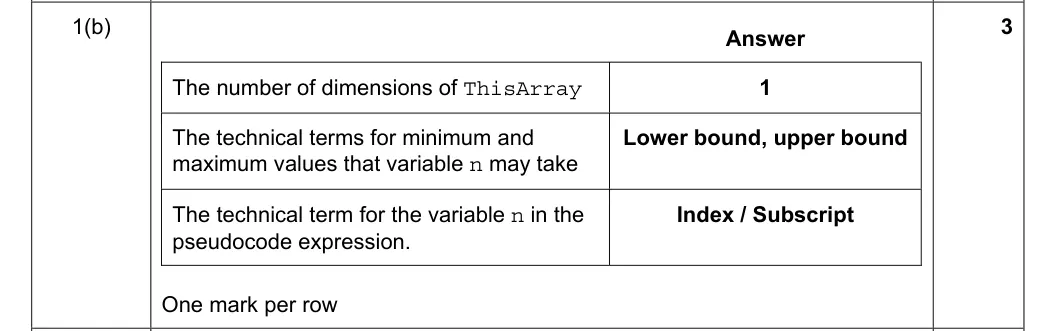 1(b)
Answer
3
The number of dimensions of ThisArray
1
The technical terms for minimum and
maximum values that variable n may take
Lower bound, upper bound
The technical term for the variable n in the
pseudocode expression.
Index / Subscript
One mark per row